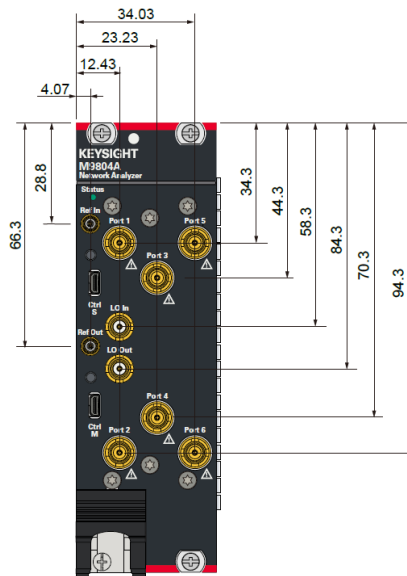 34.03
23.23
12.43
4.07
28.8
66.3
34.3
44.3
58.3
84.3
70.3
94.3
KEYSIGHT
M9804A
Network Analyzer
Status
Ref In
Port 1
Port 5
Port 3
Ctrl
S
LO In
Ref Out
LO Out
Port 4
Ctrl
M
Port 2
Port 6